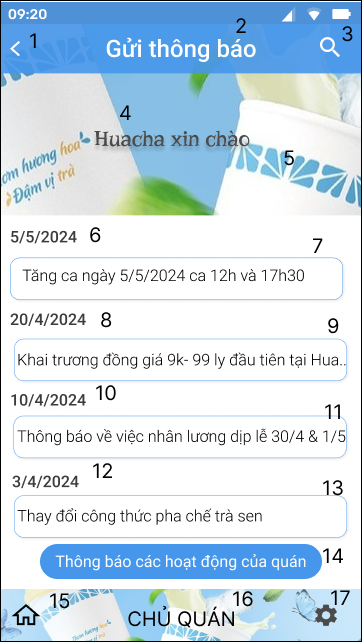 09:20
1 Gửi thông báo 2 3
4
Huacha xin chào
5
Thơm hương hoa
Đậm vị trà
5/5/2024 6
7
Tăng ca ngày 5/5/2024 ca 12h và 17h30
20/4/2024 8
9
Khai trương đồng giá 9k- 99 ly đầu tiên tại Hua..
10/4/2024 10
11
Thông báo về việc nhân lương dịp lễ 30/4 & 1/5
3/4/2024 12
13
Thay đổi công thức pha chế trà sen
Thông báo các hoạt động của quán 14
15 CHỦ QUÁN 16 17